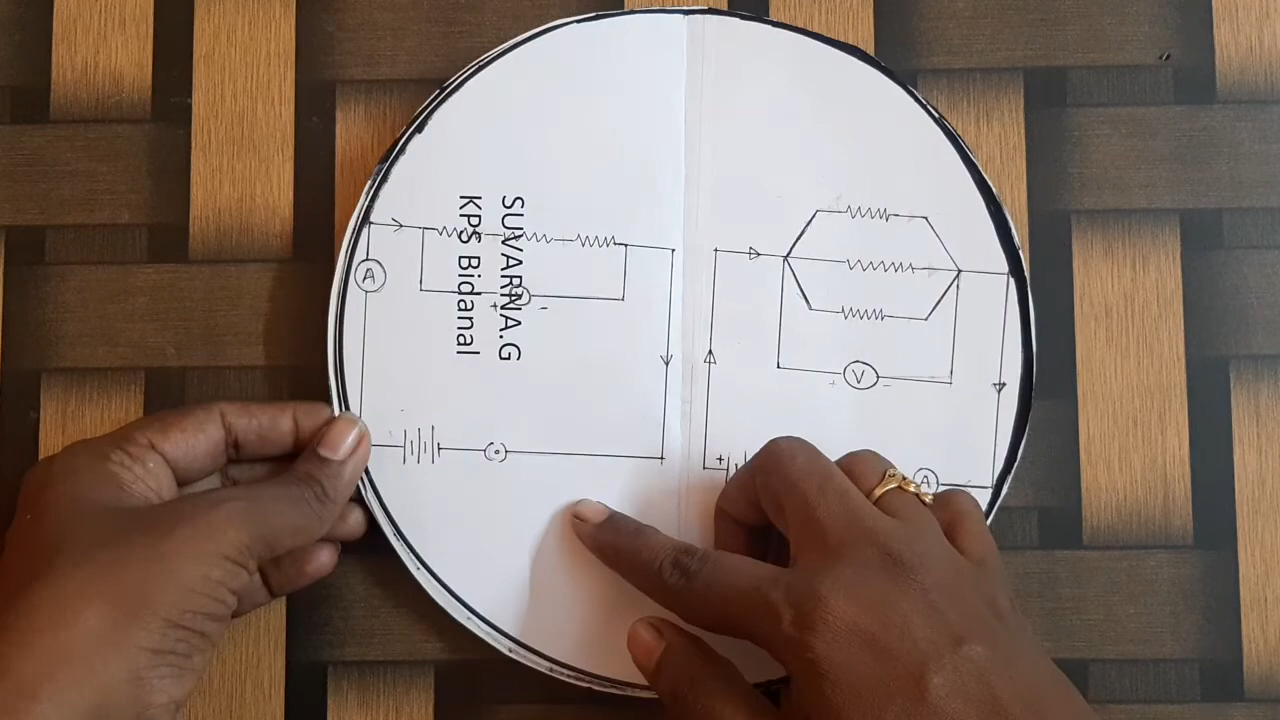 SUVARNA.G
KPS Bidanal
A
+ -
V
+ -
+
A